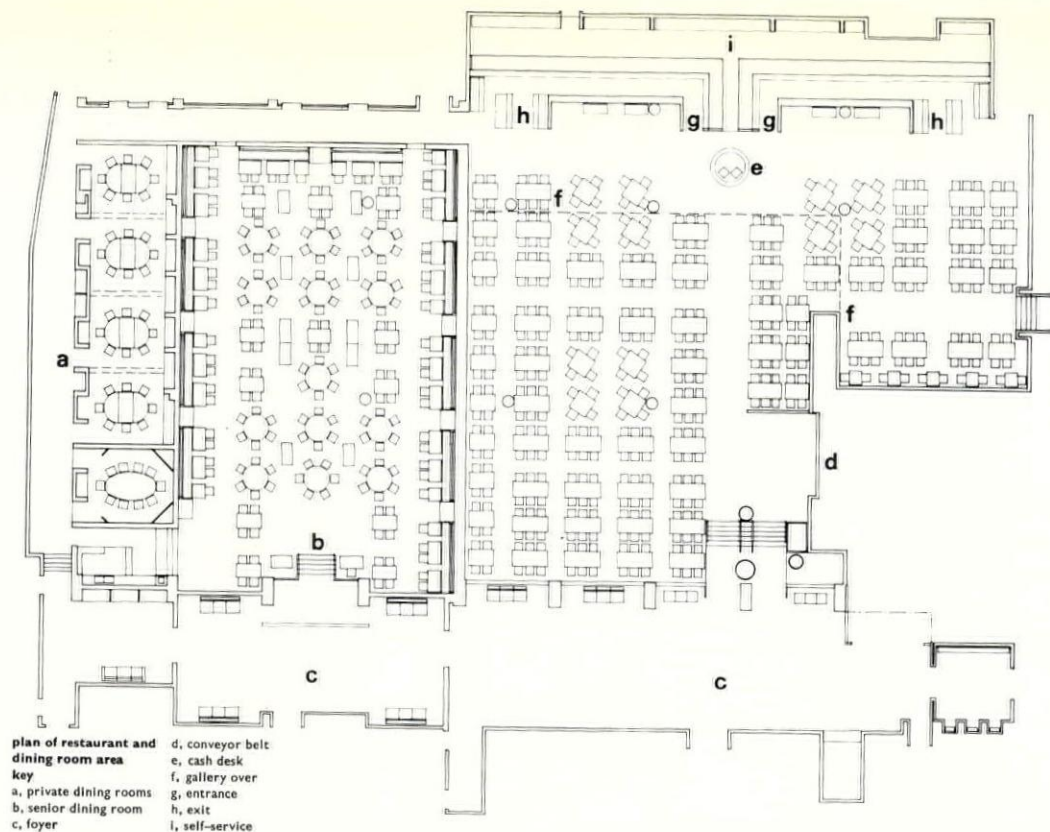 i
h
g
g
h
e
f
f
a
d
b
c
c
plan of restaurant and
dining room area
key
a, private dining rooms
b, senior dining room
c, foyer
d, conveyor belt
e, cash desk
f, gallery over
g, entrance
h, exit
i, self-service